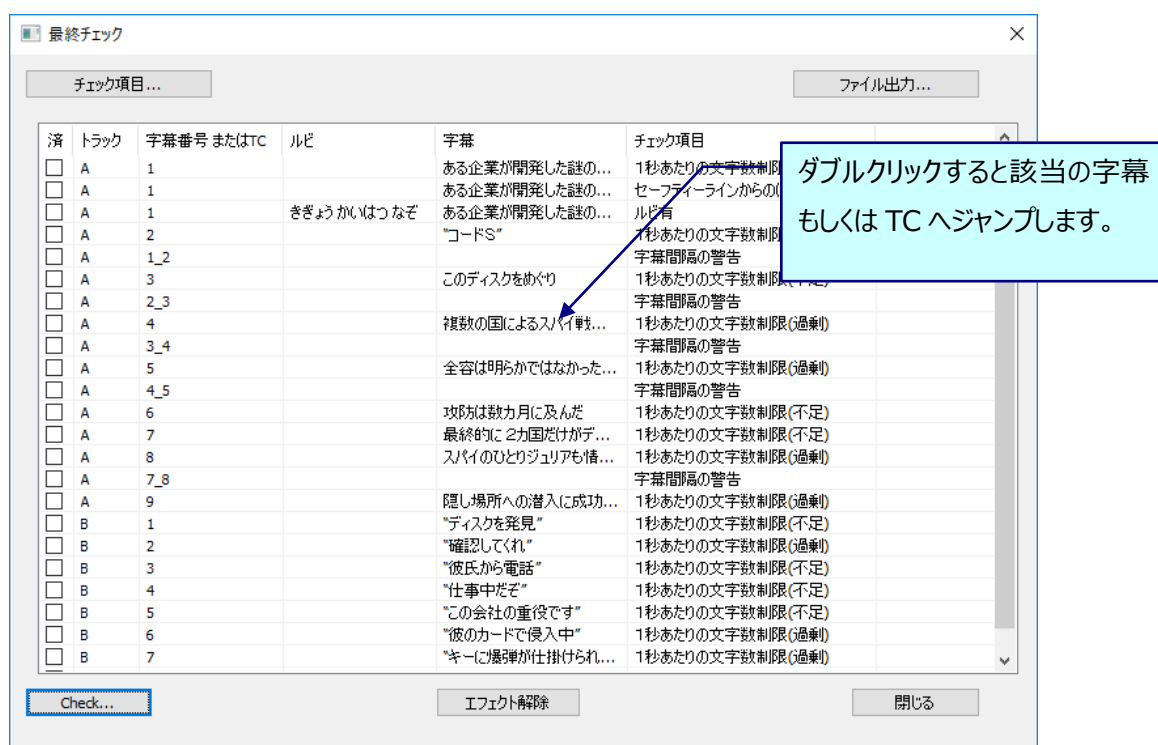 最終チェック
チェック項目...
ファイル出力...
済 トラック 字幕番号 またはTC ルビ 字幕 チェック項目
A 1 ある企業が開発した謎の... 1秒あたりの文字数制限
A 1 ある企業が開発した謎の... セーフティーラインからの
A 1 きぎょう かいはつ なぞ ある企業が開発した謎の... ルビ有
A 2 "コードS" 1秒あたりの文字数制限
A 1_2 字幕間隔の警告
A 3 このディスクをめぐり 1秒あたりの文字数制限(不足)
A 2_3 字幕間隔の警告
A 4 複数の国によるスパイ戦... 1秒あたりの文字数制限(過剰)
A 3_4 字幕間隔の警告
A 5 全容は明らかではなかった... 1秒あたりの文字数制限(過剰)
A 4_5 字幕間隔の警告
A 6 攻防は数カ月に及んだ 1秒あたりの文字数制限(不足)
A 7 最終的に 2カ国だけがデ... 1秒あたりの文字数制限(不足)
A 8 スパイのひとりジュリアも情... 1秒あたりの文字数制限(過剰)
A 7_8 字幕間隔の警告
A 9 隠し場所への潜入に成功... 1秒あたりの文字数制限(過剰)
B 1 "ディスクを発見" 1秒あたりの文字数制限(不足)
B 2 "確認してくれ" 1秒あたりの文字数制限(過剰)
B 3 "彼氏から電話" 1秒あたりの文字数制限(不足)
B 4 "仕事中だぞ" 1秒あたりの文字数制限(不足)
B 5 "この会社の重役です" 1秒あたりの文字数制限(不足)
B 6 "彼のカードで侵入中" 1秒あたりの文字数制限(過剰)
B 7 "キーに爆弾が仕掛けられ... 1秒あたりの文字数制限(過剰)
ダブルクリックすると該当の字幕
もしくは TC へジャンプします。
Check...
エフェクト解除
閉じる